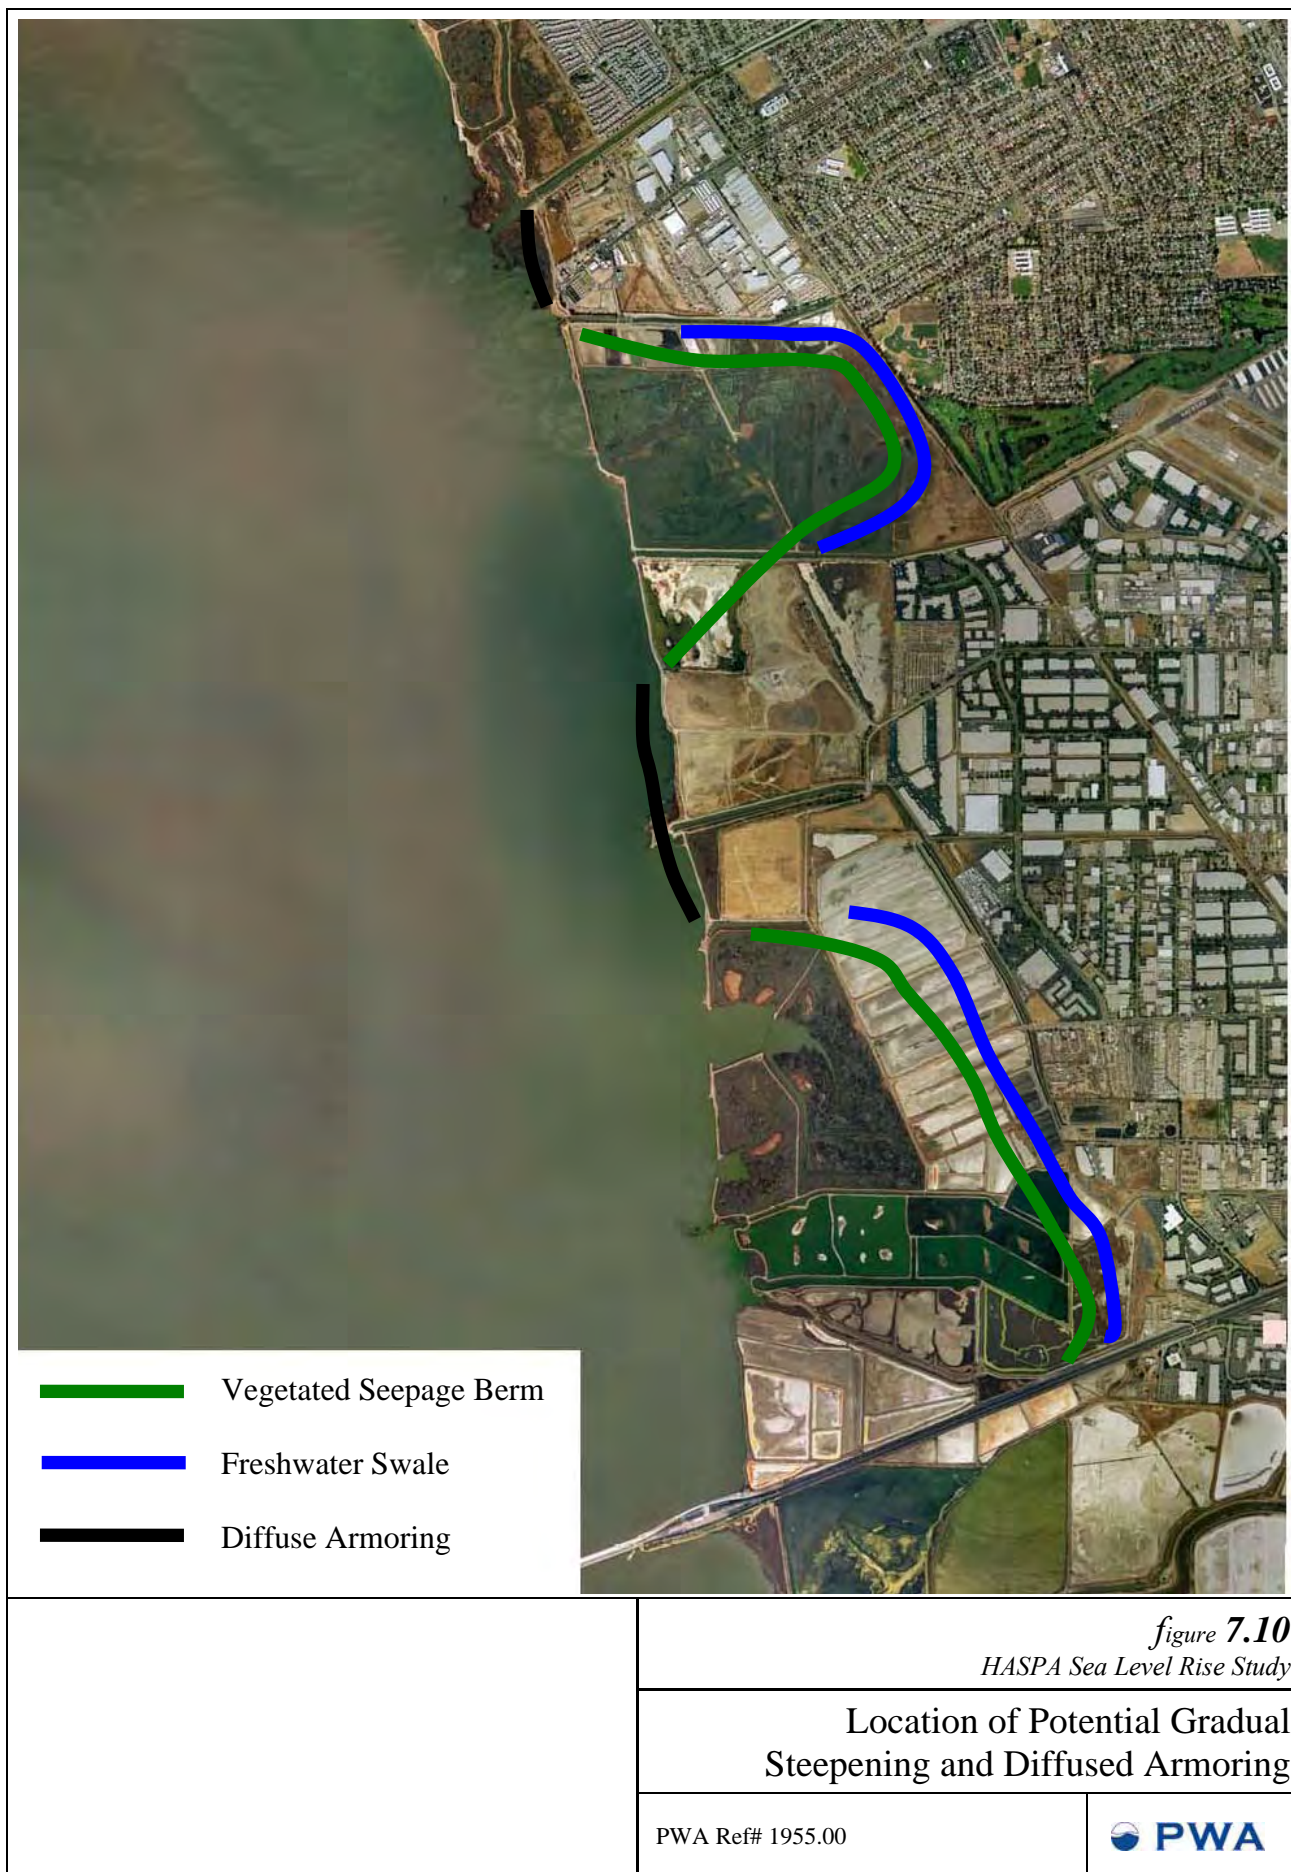 Vegetated Seepage Berm
Freshwater Swale
Diffuse Armoring
figure 7.10
HASPA Sea Level Rise Study
Location of Potential Gradual
Steepening and Diffused Armoring
PWA Ref# 1955.00
PWA